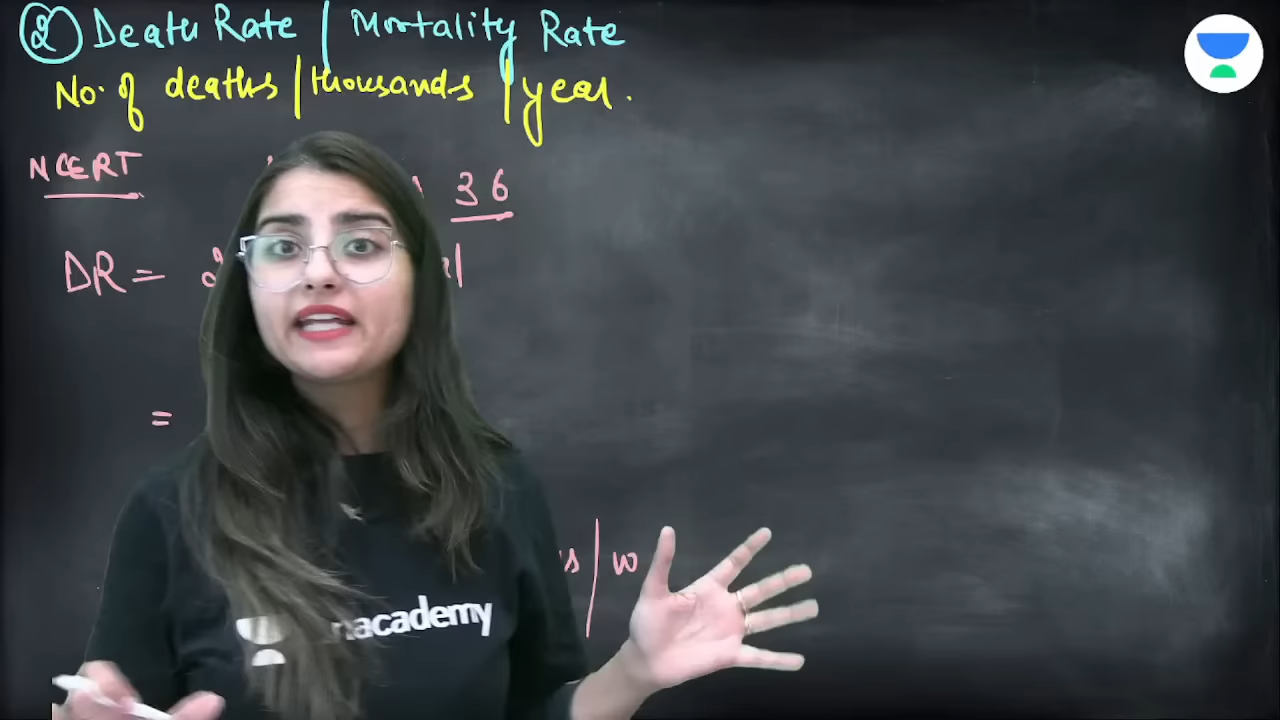 ② Death Rate | Mortality Rate
No. of deaths | thousands | year.
NCERT 36
DR =
=
| w
nacademy